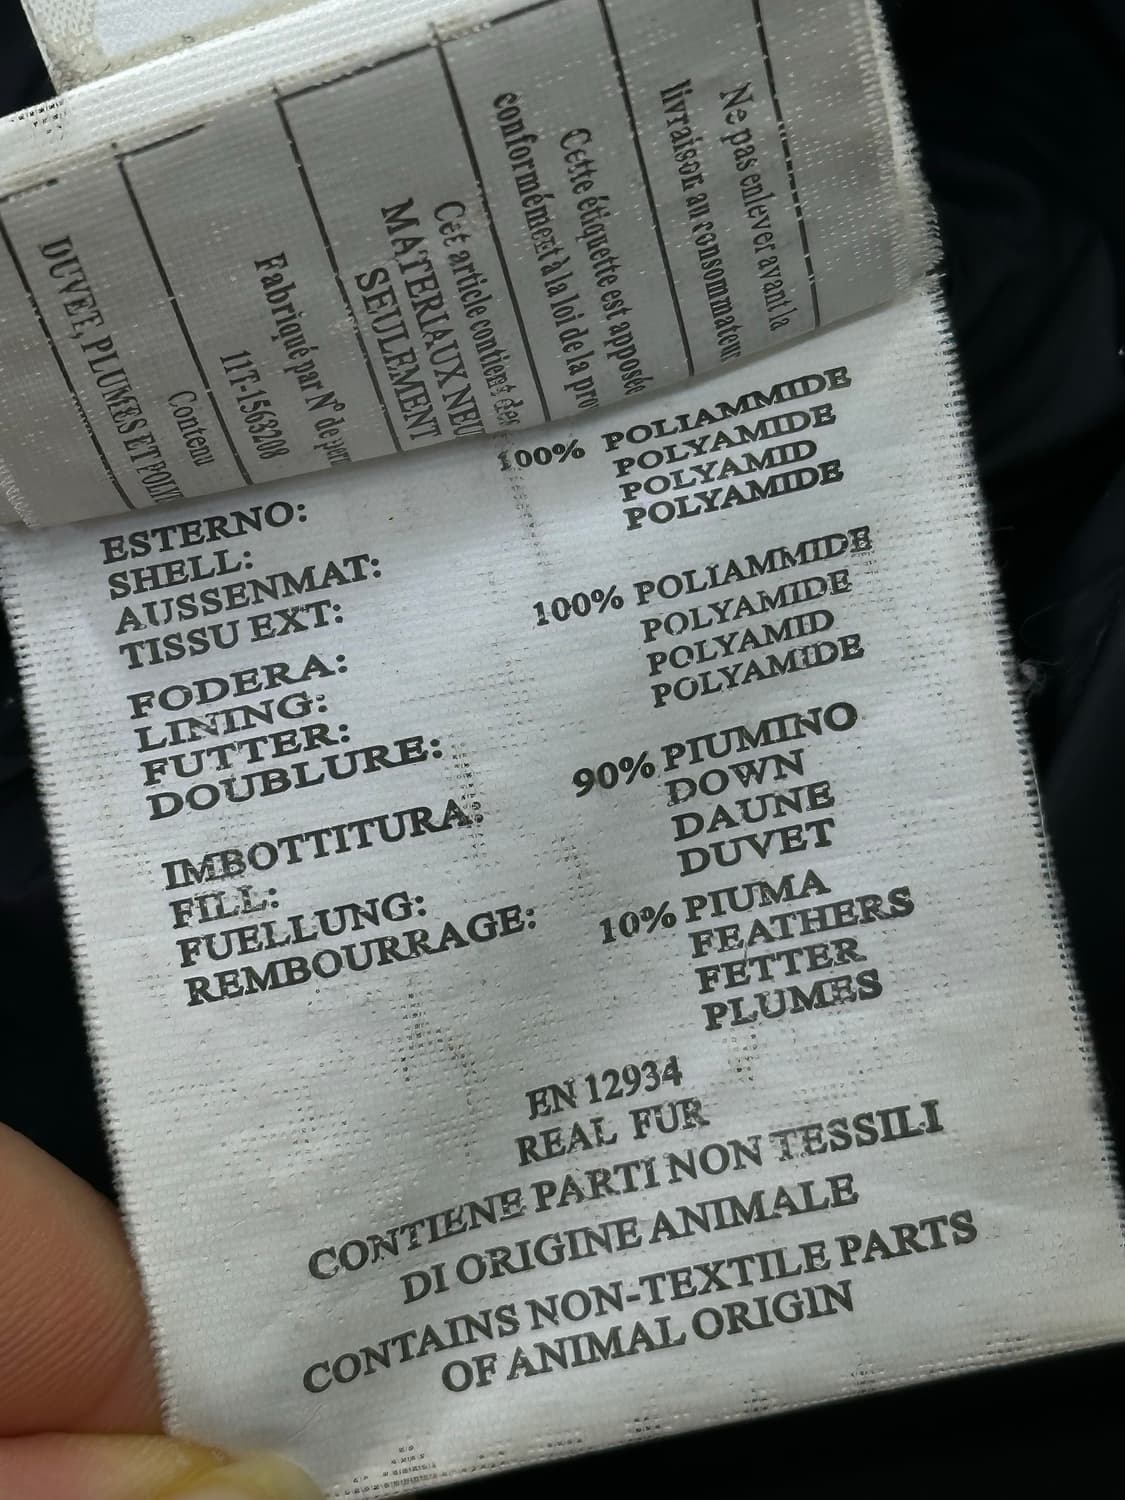 Ne pas enlever avant la
livraison au consommateur
Cette étiquette est apposée
conformément à la loi de la
Cet article contient des
MATERIAUX
SEULEMENT
Fabriqué par N° de
11T-1563208
Contenu
DUVET, PLUMES ET
ESTERNO: 100% POLIAMMIDE
SHELL: POLYAMIDE
AUSSENMAT: POLYAMID
TISSU EXT: POLYAMIDE
FODERA: 100% POLIAMMIDE
LINING: POLYAMIDE
FUTTER: POLYAMID
DOUBLURE: POLYAMIDE
IMBOTTITURA: 90% PIUMINO
FILL: DOWN
FUELLUNG: DAUNE
REMBOURRAGE: DUVET
10% PIUMA
FEATHERS
FETTER
PLUMES
EN 12934
REAL FUR
CONTIENE PARTI NON TESSILI
DI ORIGINE ANIMALE
CONTAINS NON-TEXTILE PARTS
OF ANIMAL ORIGIN